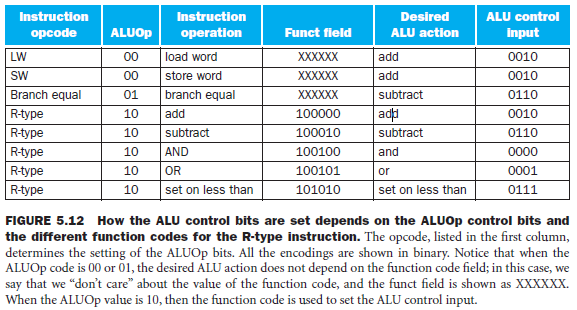 Instruction opcode ALUOp Instruction operation Funct field Desired ALU action ALU control input
LW 00 load word XXXXXX add 0010
SW 00 store word XXXXXX add 0010
Branch equal 01 branch equal XXXXXX subtract 0110
R-type 10 add 100000 add 0010
R-type 10 subtract 100010 subtract 0110
R-type 10 AND 100100 and 0000
R-type 10 OR 100101 or 0001
R-type 10 set on less than 101010 set on less than 0111
FIGURE 5.12 How the ALU control bits are set depends on the ALUOp control bits and
the different function codes for the R-type instruction. The opcode, listed in the first column,
determines the setting of the ALUOp bits. All the encodings are shown in binary. Notice that when the
ALUOp code is 00 or 01, the desired ALU action does not depend on the function code field; in this case, we
say that we “don’t care” about the value of the function code, and the funct field is shown as XXXXXX.
When the ALUOp value is 10, then the function code is used to set the ALU control input.